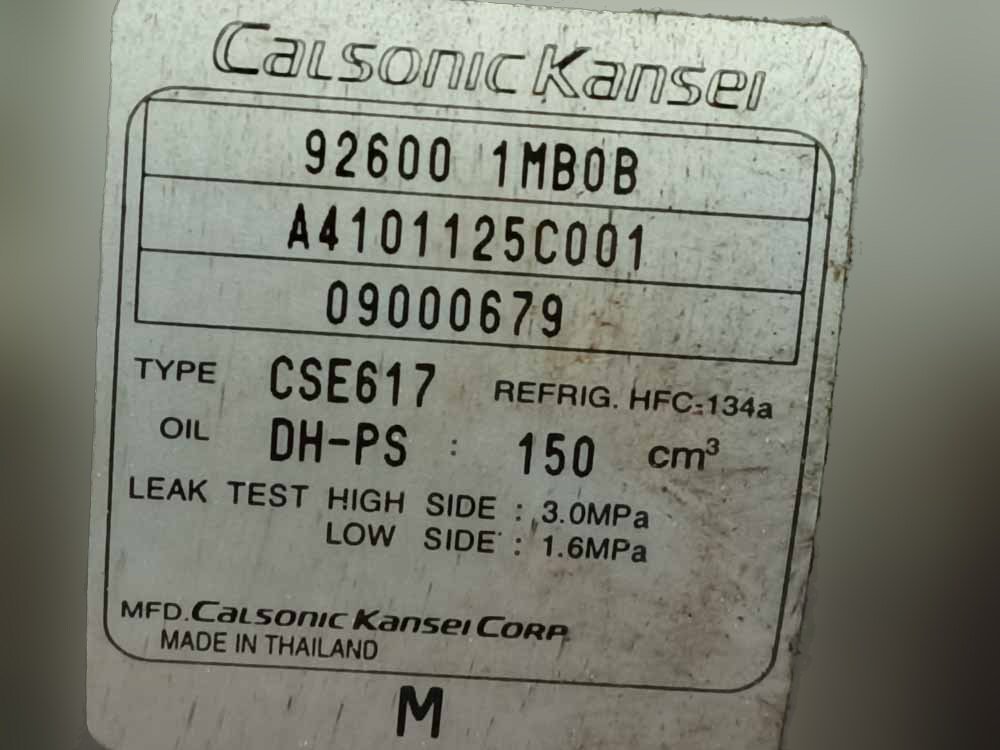 Calsonic Kansei
92600 1MB0B
A4101125C001
09000679
TYPE CSE617 REFRIG. HFC-134a
OIL DH-PS : 150 cm³
LEAK TEST HIGH SIDE : 3.0MPa
LOW SIDE : 1.6MPa
MFD. Calsonic Kansei Corp.
MADE IN THAILAND
M